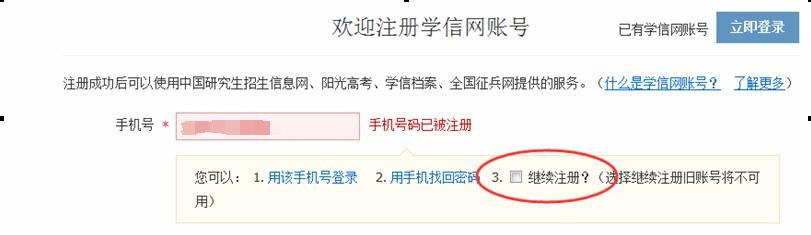 欢迎注册学信网账号
已有学信网账号 立即登录
注册成功后可以使用中国研究生招生信息网、阳光高考、学信档案、全国征兵网提供的服务。（什么是学信网账号？ 了解更多）
手机号 * 手机号码已被注册
您可以： 1. 用该手机号登录 2. 用手机找回密码 3. 继续注册？（选择继续注册旧账号将不可
用）